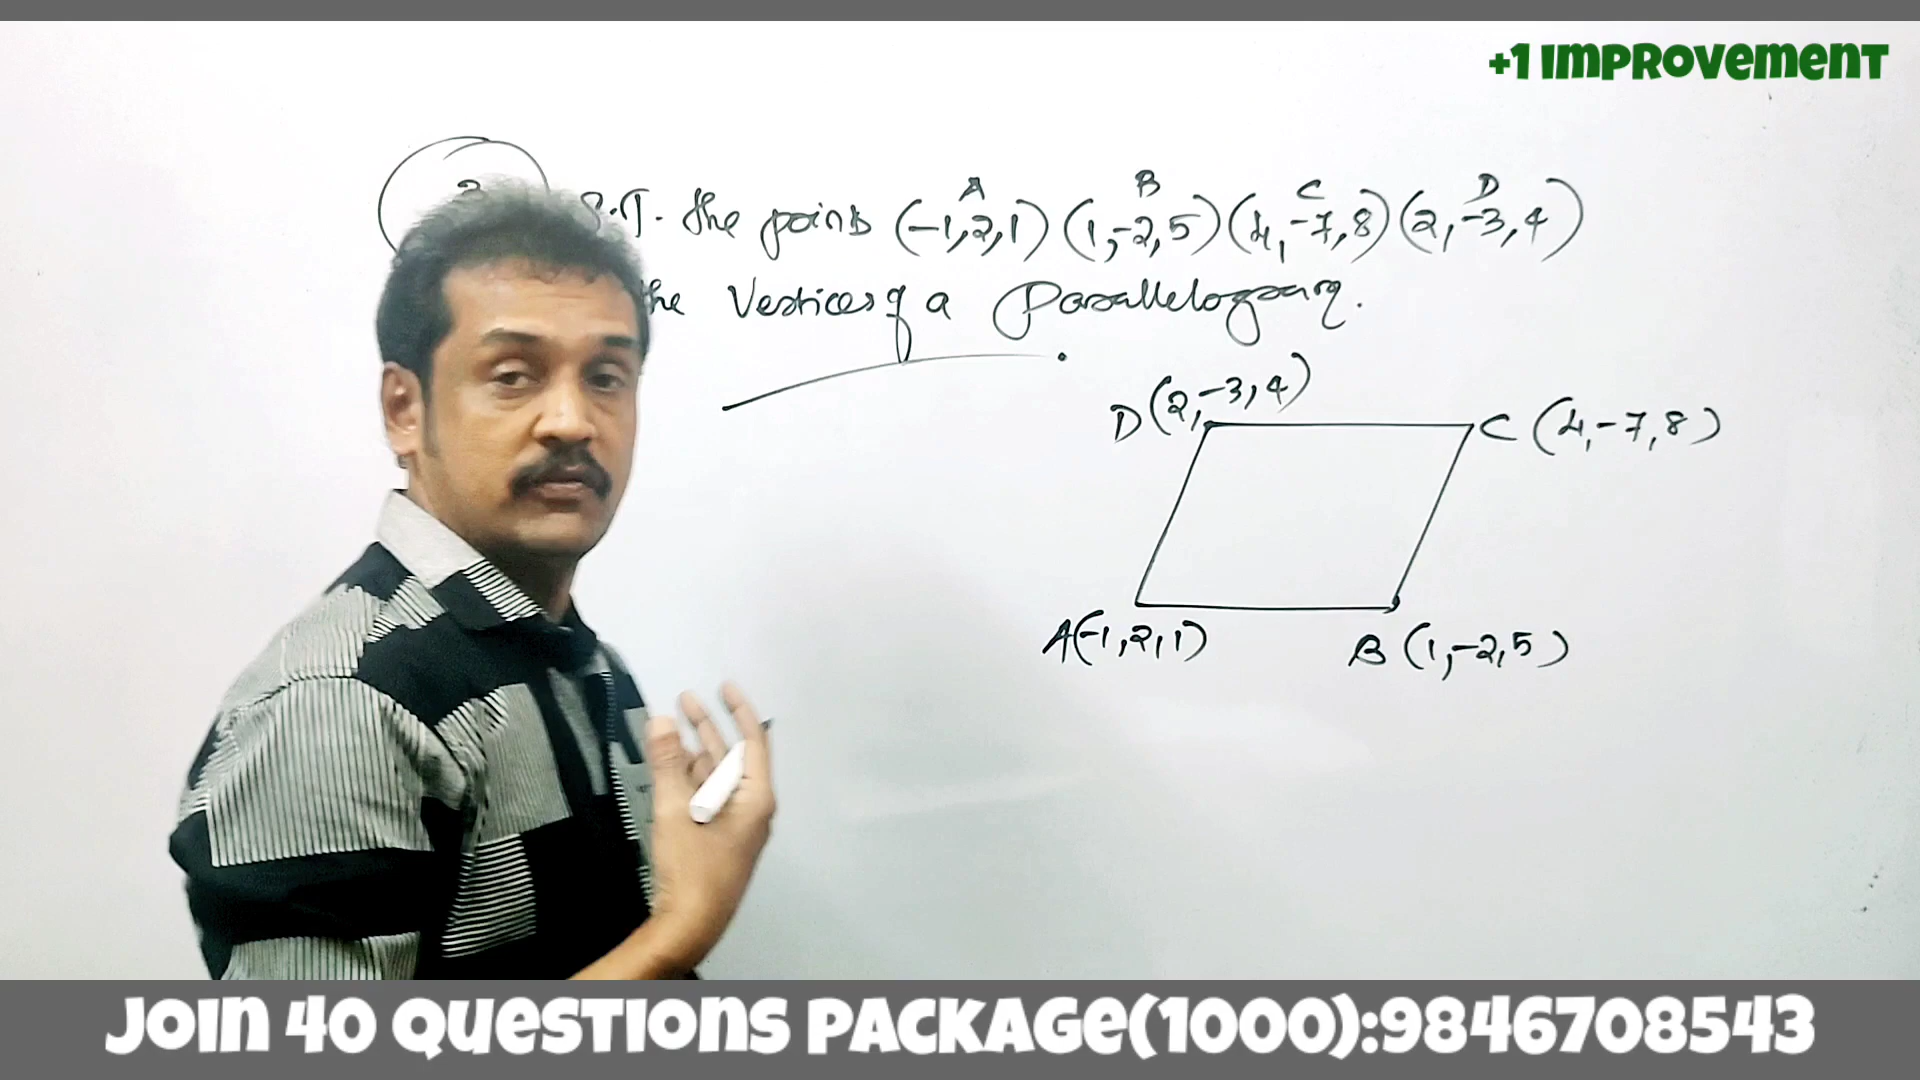 +1 IMPROVEMENT
S.T. the points (-1,2,1) (1,-2,5) (4,-7,8) (2,-3,4)
A B C D
the Vertices of a Parallelogram.
D(2,-3,4)
C (4,-7,8)
A(-1,2,1)
B (1,-2,5)
JOIN 40 QUESTIONS PACKAGE(1000):9846708543